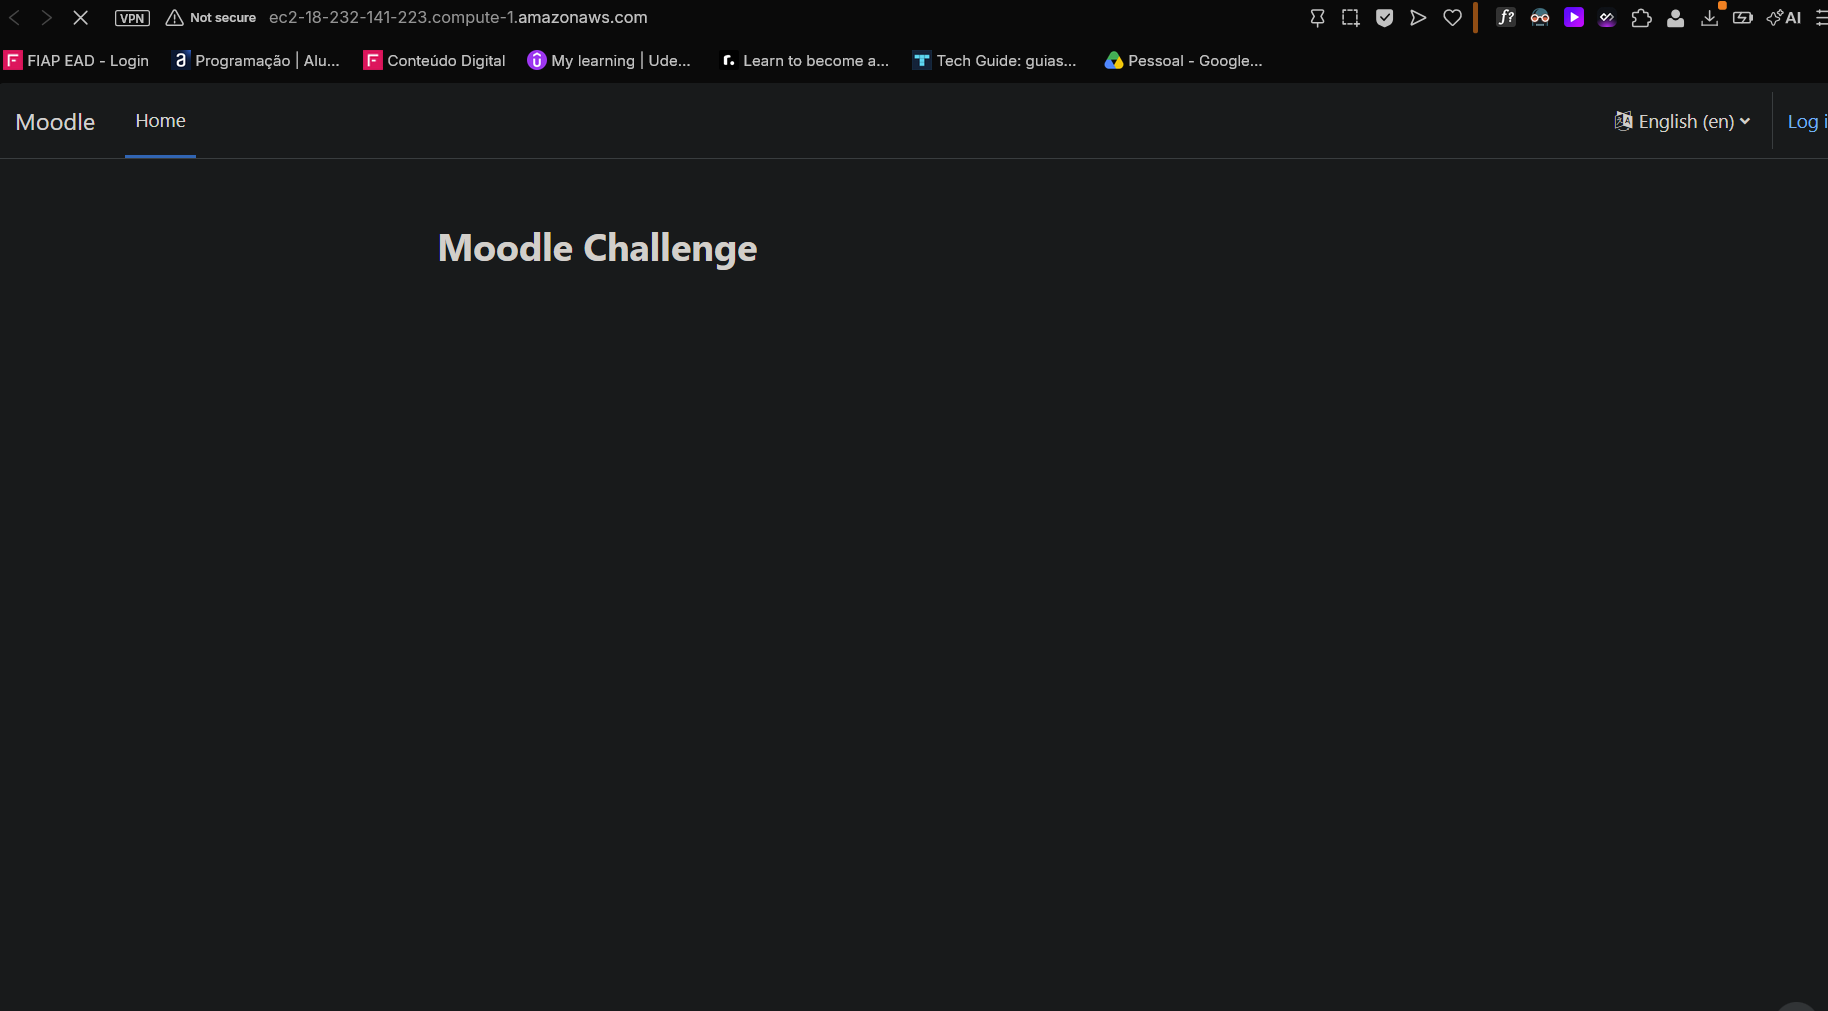 VPN Not secure ec2-18-232-141-223.compute-1.amazonaws.com f? AI
FIAP EAD - Login Programação | Alu... Conteúdo Digital My learning | Ude... Learn to become a... Tech Guide: guias... Pessoal - Google...
Moodle Home English (en) Log i
Moodle Challenge